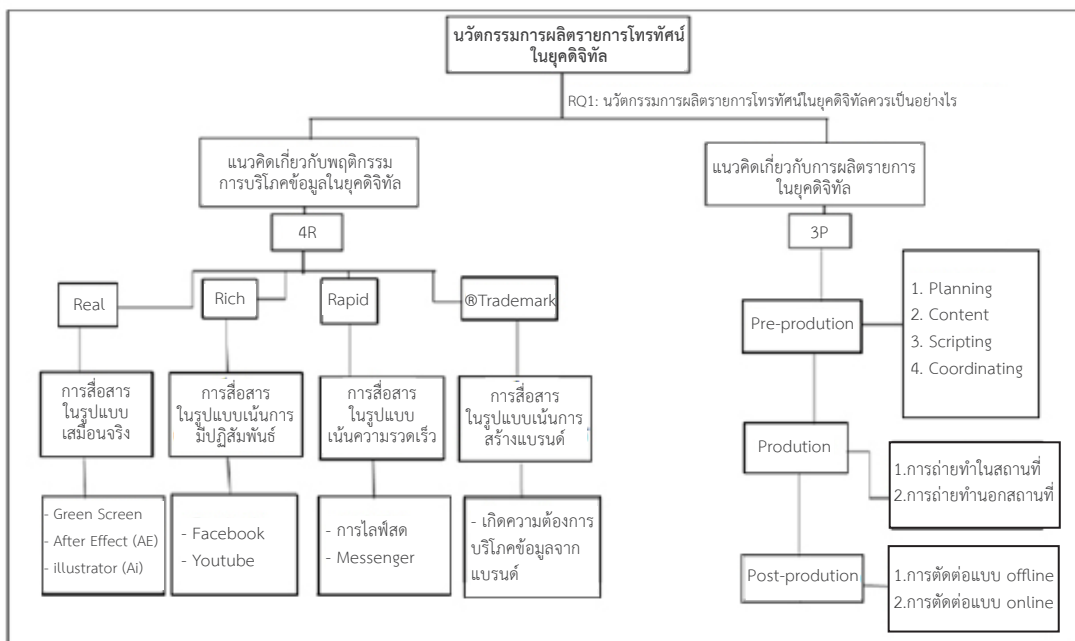 นวัตกรรมการผลิตรายการโทรทัศน์
ในยุคดิจิทัล
RQ1: นวัตกรรมการผลิตรายการโทรทัศน์ในยุคดิจิทัลควรเป็นอย่างไร
แนวคิดเกี่ยวกับพฤติกรรม
การบริโภคข้อมูลในยุคดิจิทัล
4R
Real
Rich
Rapid
®Trademark
การสื่อสาร
ในรูปแบบ
เสมือนจริง
การสื่อสาร
ในรูปแบบเน้นการ
มีปฏิสัมพันธ์
การสื่อสาร
ในรูปแบบ
เน้นความรวดเร็ว
การสื่อสาร
ในรูปแบบเน้นการ
สร้างแบรนด์
- Green Screen
- After Effect (AE)
- illustrator (Ai)
- Facebook
- Youtube
- การไลฟ์สด
- Messenger
- เกิดความต้องการ
บริโภคข้อมูลจาก
แบรนด์
แนวคิดเกี่ยวกับการผลิตรายการ
ในยุคดิจิทัล
3P
Pre-prodution
1. Planning
2. Content
3. Scripting
4. Coordinating
Prodution
1.การถ่ายทำในสถานที่
2.การถ่ายทำนอกสถานที่
Post-prodution
1.การตัดต่อแบบ offline
2.การตัดต่อแบบ online